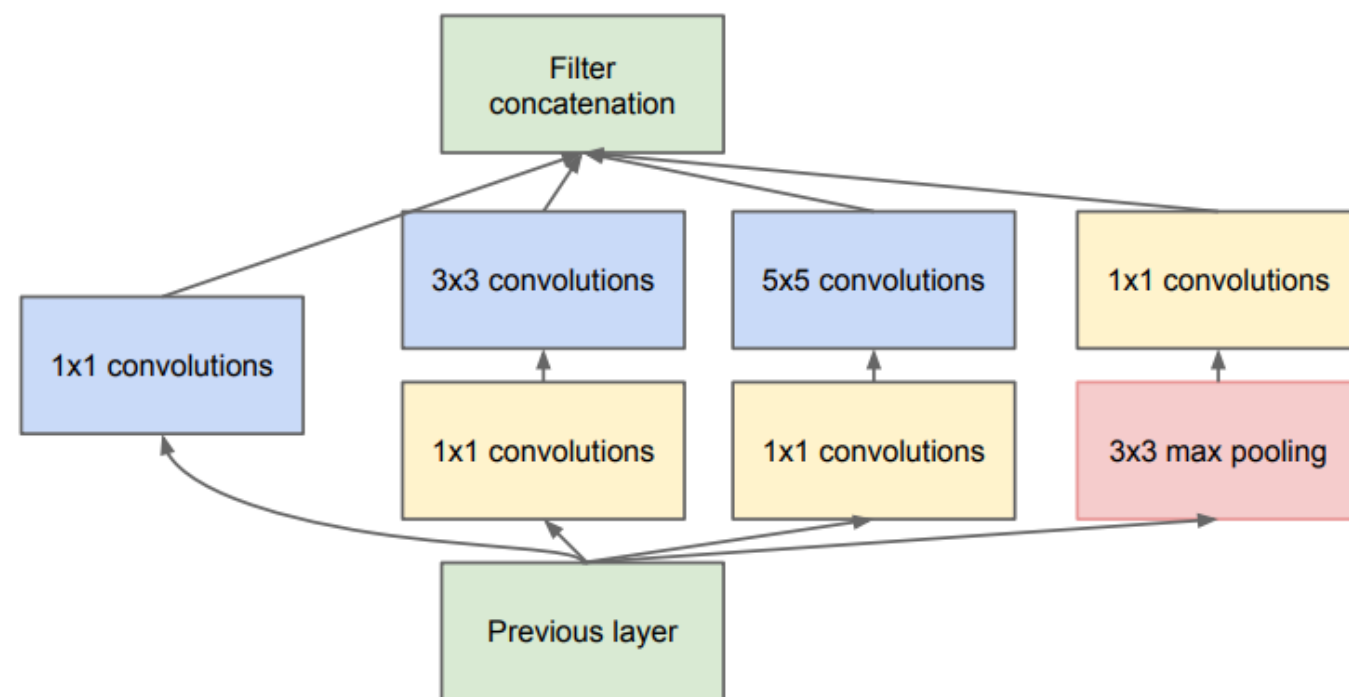 Filter
concatenation
3x3 convolutions
5x5 convolutions
1x1 convolutions
1x1 convolutions
1x1 convolutions
1x1 convolutions
3x3 max pooling
Previous layer